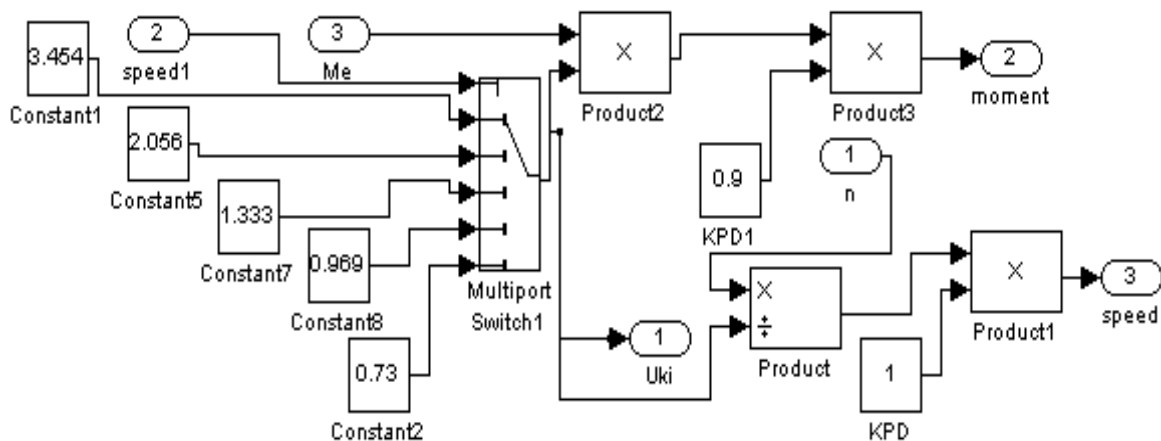 3.454
Constant1
2
speed1
3
Me
×
Product2
×
Product3
2
moment
2.056
Constant5
1.333
Constant7
0.969
Constant8
0.73
Constant2
Multiport
Switch1
0.9
KPD1
1
n
1
Uki
×
÷
Product
×
Product1
1
KPD
3
speed